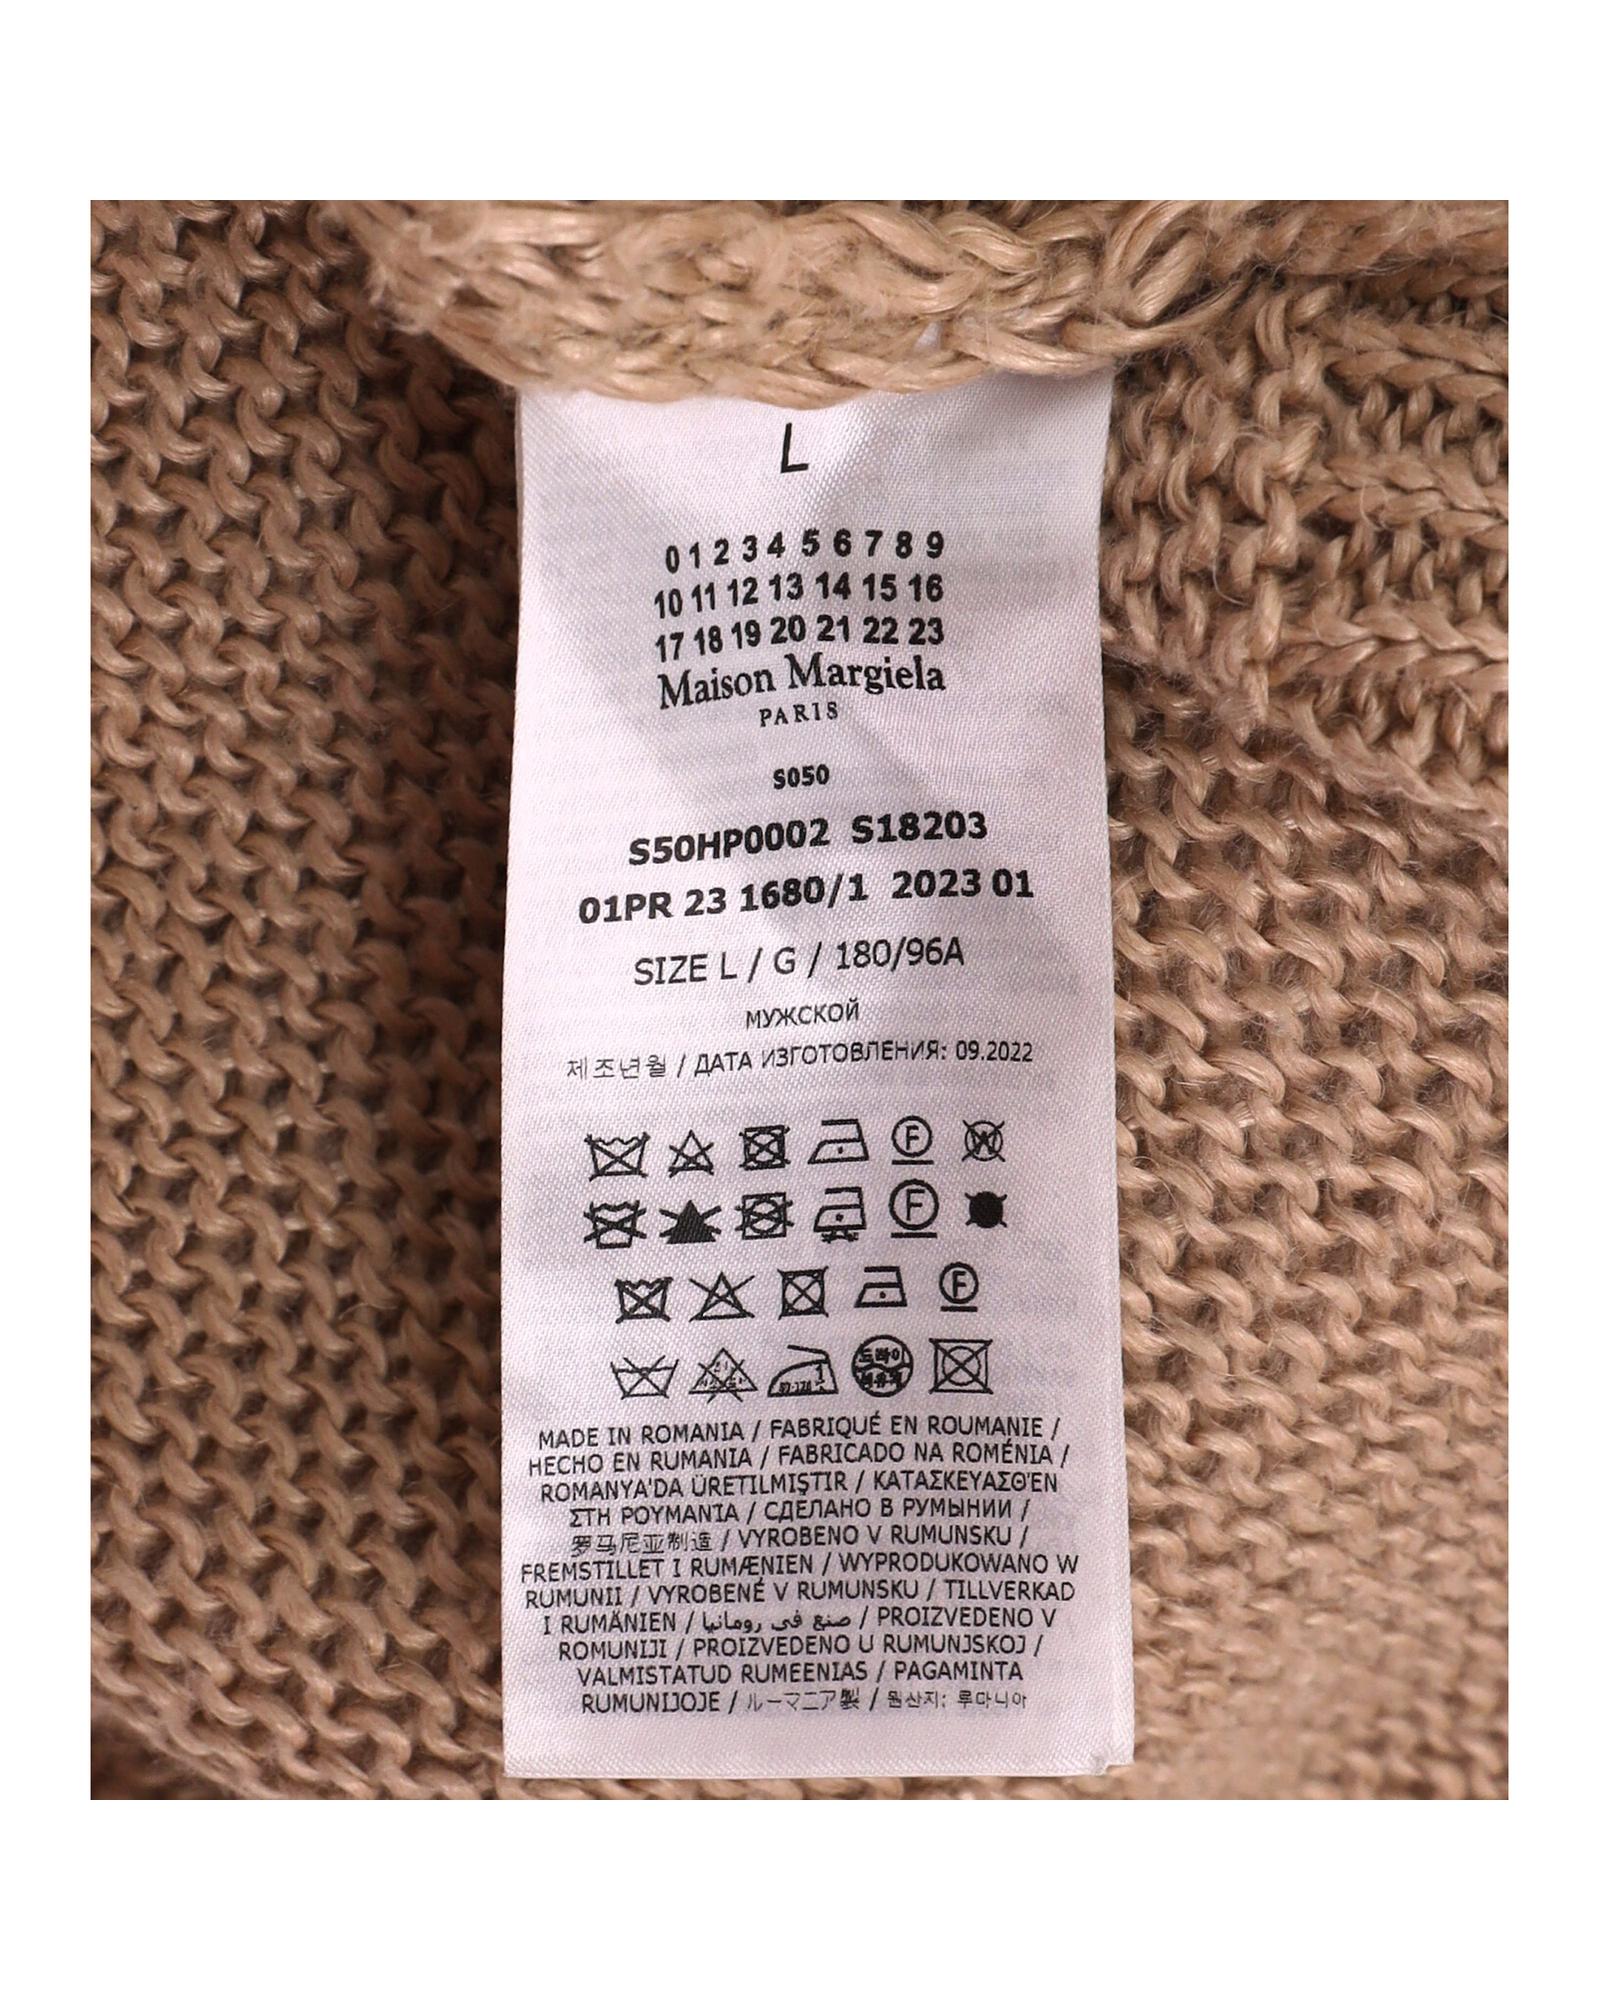 L
0 1 2 3 4 5 6 7 8 9
10 11 12 13 14 15 16
17 18 19 20 21 22 23
Maison Margiela
PARIS
S050
S50HP0002 S18203
01PR 23 1680/1 2023 01
SIZE L / G / 180/96A
МУЖСКОЙ
제조년월 / ДАТА ИЗГОТОВЛЕНИЯ: 09.2022
F W
F
F
드라이
MADE IN ROMANIA / FABRIQUÉ EN ROUMANIE /
HECHO EN RUMANIA / FABRICADO NA ROMÉNIA /
ROMANYA'DA ÜRETILMIŞTIR / ΚΑΤΑΣΚΕΥΑΣΘΈΝ
ΣΤΗ ΡΟΥΜΑΝΊΑ / СДЕЛАНО В РУМЫНИИ /
罗马尼亚制造 / VYROBENO V RUMUNSKU /
FREMSTILLET I RUMÆNIEN / WYPRODUKOWANO W
RUMUNII / VYROBENÉ V RUMUNSKU / TILLVERKAD
I RUMÄNIEN / صنع في رومانيا / PROIZVEDENO V
ROMUNIJI / PROIZVEDENO U RUMUNJSKOJ /
VALMISTATUD RUMEENIAS / PAGAMINTA
RUMUNIJOJE / ルーマニア製 / 원산지: 루마니아